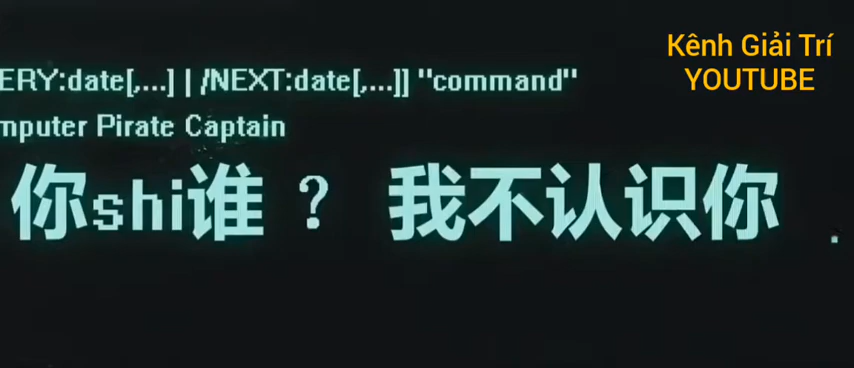 Kênh Giải Trí
YOUTUBE
ERY:date[,...] | /NEXT:date[,...]] "command"
mputer Pirate Captain
你shi谁 ? 我不认识你 .